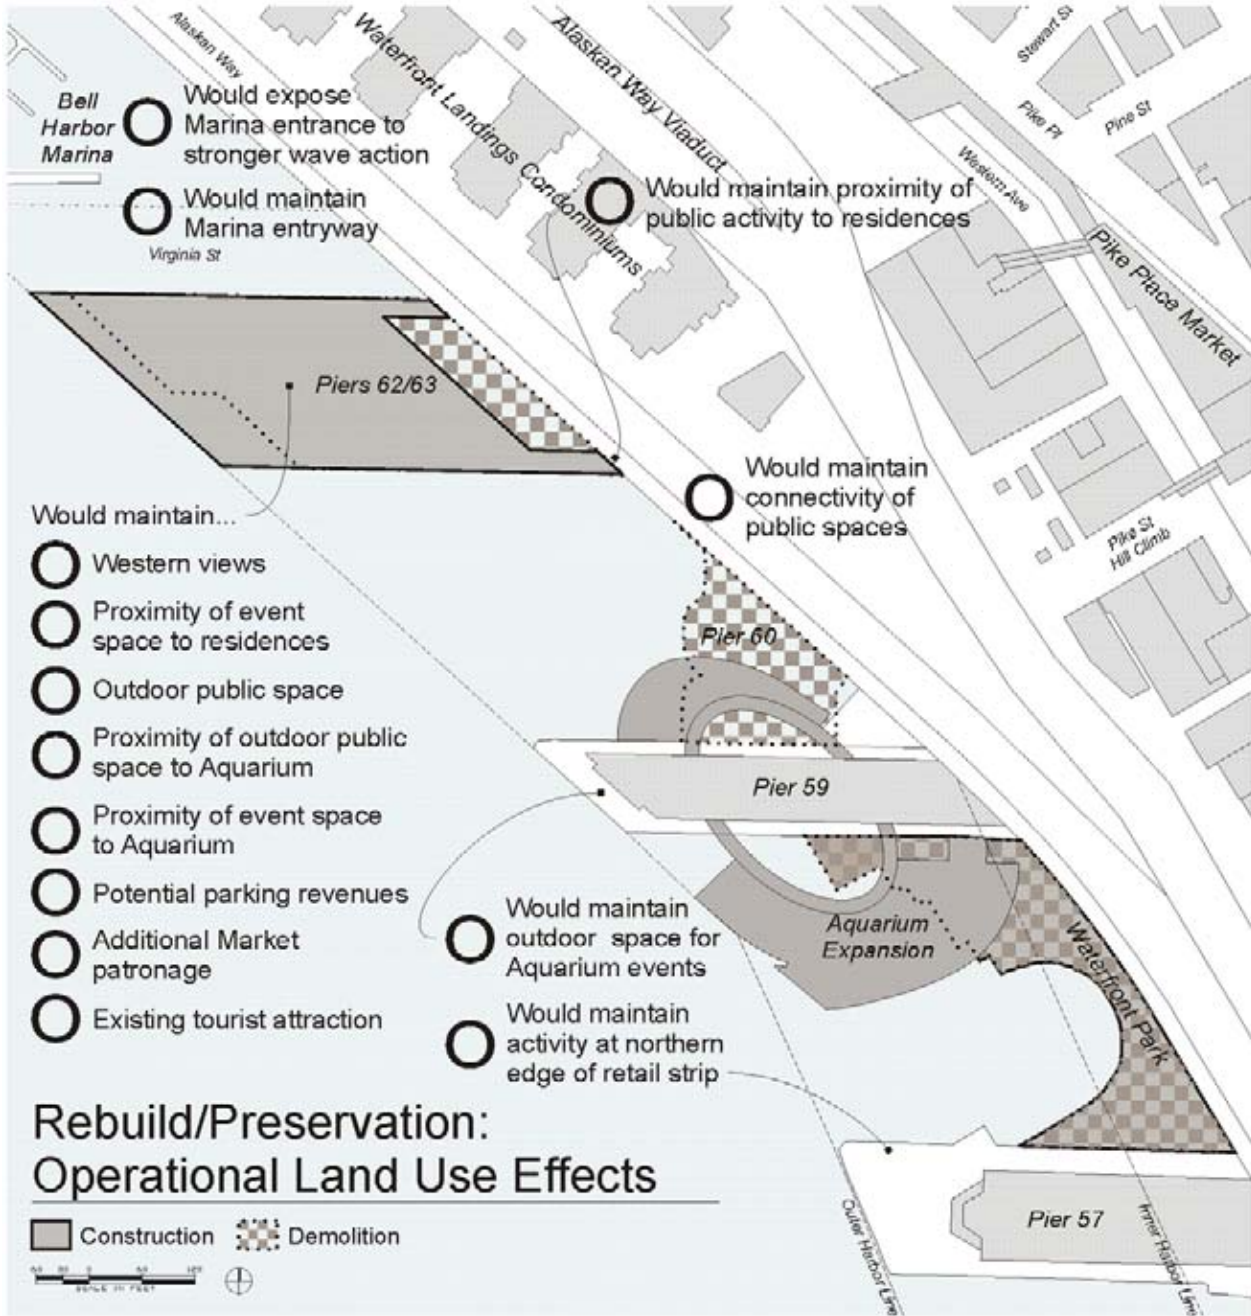 Alaskan Way
Waterfront Landings Condominiums
Alaskan Way Viaduct
Stewart St
Pike Pl
Pine St
Western Ave
Pike Place Market
Bell
Harbor
Marina
Would expose
Marina entrance to
stronger wave action
Would maintain
Marina entryway
Virginia St
Would maintain proximity of
public activity to residences
Piers 62/63
Would maintain
connectivity of
public spaces
Pike St
Hill Climb
Would maintain...
Western views
Proximity of event
space to residences
Outdoor public space
Proximity of outdoor public
space to Aquarium
Proximity of event space
to Aquarium
Potential parking revenues
Additional Market
patronage
Existing tourist attraction
Pier 60
Pier 59
Aquarium
Expansion
Waterfront Park
Would maintain
outdoor space for
Aquarium events
Would maintain
activity at northern
edge of retail strip
Rebuild/Preservation:
Operational Land Use Effects
Construction
Demolition
SCALE IN FEET
Outer Harbor Line
Inner Harbor Line
Pier 57